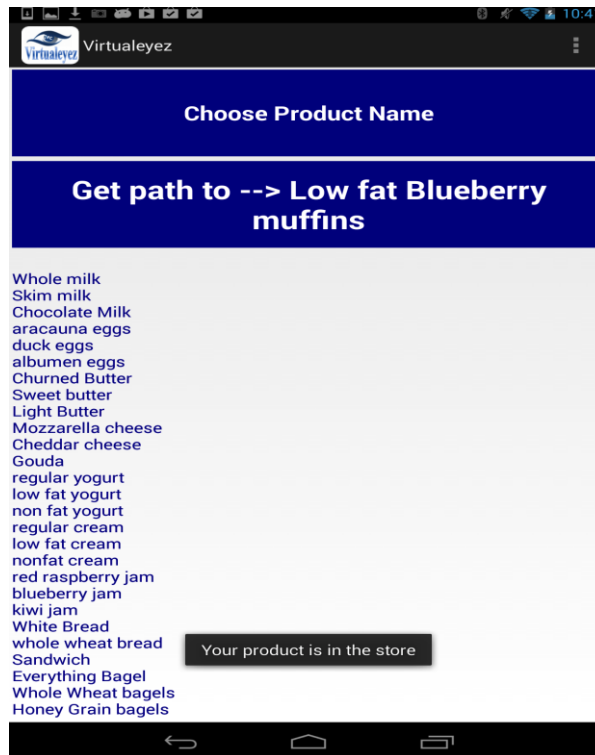 10:4
Virtualeyez
Virtualeyez
Choose Product Name
Get path to --> Low fat Blueberry
muffins
Whole milk
Skim milk
Chocolate Milk
aracauna eggs
duck eggs
albumen eggs
Churned Butter
Sweet butter
Light Butter
Mozzarella cheese
Cheddar cheese
Gouda
regular yogurt
low fat yogurt
non fat yogurt
regular cream
low fat cream
nonfat cream
red raspberry jam
blueberry jam
kiwi jam
White Bread
whole wheat bread
Your product is in the store
Sandwich
Everything Bagel
Whole Wheat bagels
Honey Grain bagels